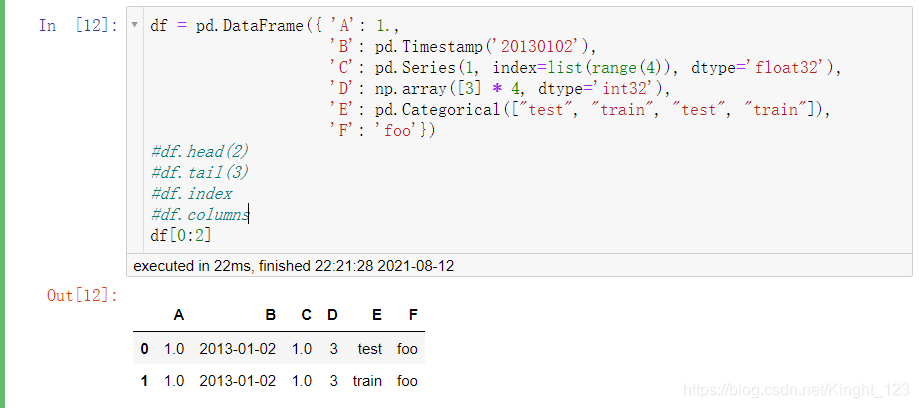 In [12]:
df = pd.DataFrame({ 'A': 1.,
'B': pd.Timestamp('20130102'),
'C': pd.Series(1, index=list(range(4)), dtype='float32'),
'D': np.array([3] * 4, dtype='int32'),
'E': pd.Categorical(["test", "train", "test", "train"]),
'F': 'foo'})
#df.head(2)
#df.tail(3)
#df.index
#df.columns
df[0:2]
executed in 22ms, finished 22:21:28 2021-08-12
Out[12]:
A B C D E F
0 1.0 2013-01-02 1.0 3 test foo
1 1.0 2013-01-02 1.0 3 train foo
https://blog.csdn.net/Kinght_123